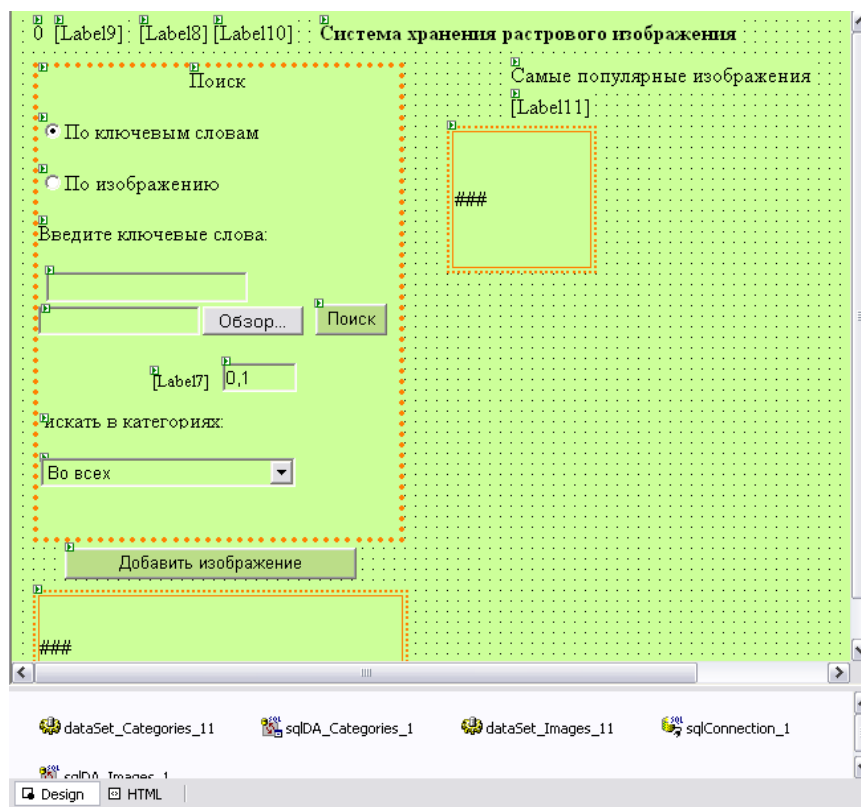 0 [Label9] [Label8] [Label10] Система хранения растрового изображения
Поиск
Самые популярные изображения
[Label11]
По ключевым словам
По изображению
###
Введите ключевые слова:
Обзор... Поиск
[Label7] 0,1
искать в категориях:
Во всех
Добавить изображение
###
dataSet_Categories_11 sqlDA_Categories_1 dataSet_Images_11 sqlConnection_1
sqlDA_Images_1
Design HTML